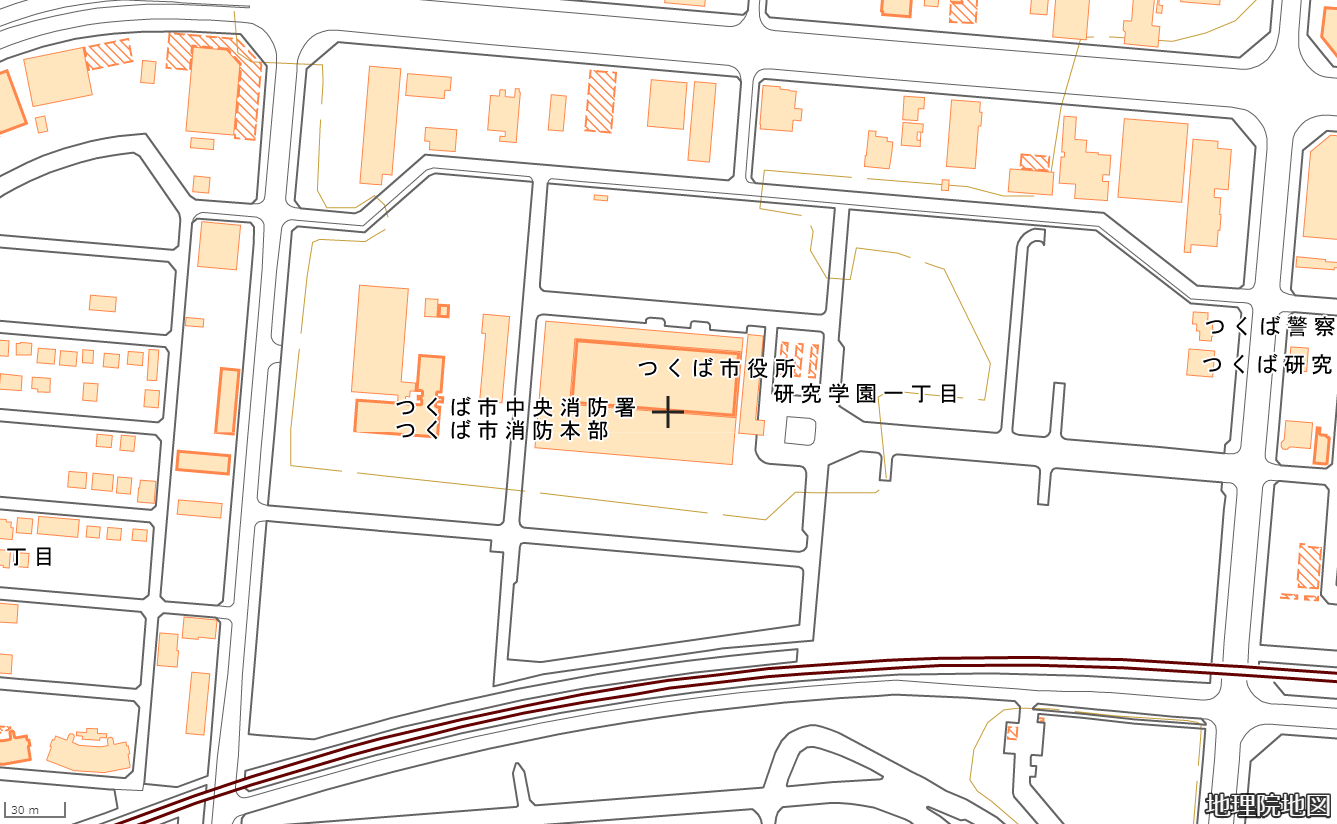 つくば警察
つくば市役所
つくば研究
研究学園一丁目
つくば市中央消防署
つくば市消防本部
丁目
30 m
地理院地図